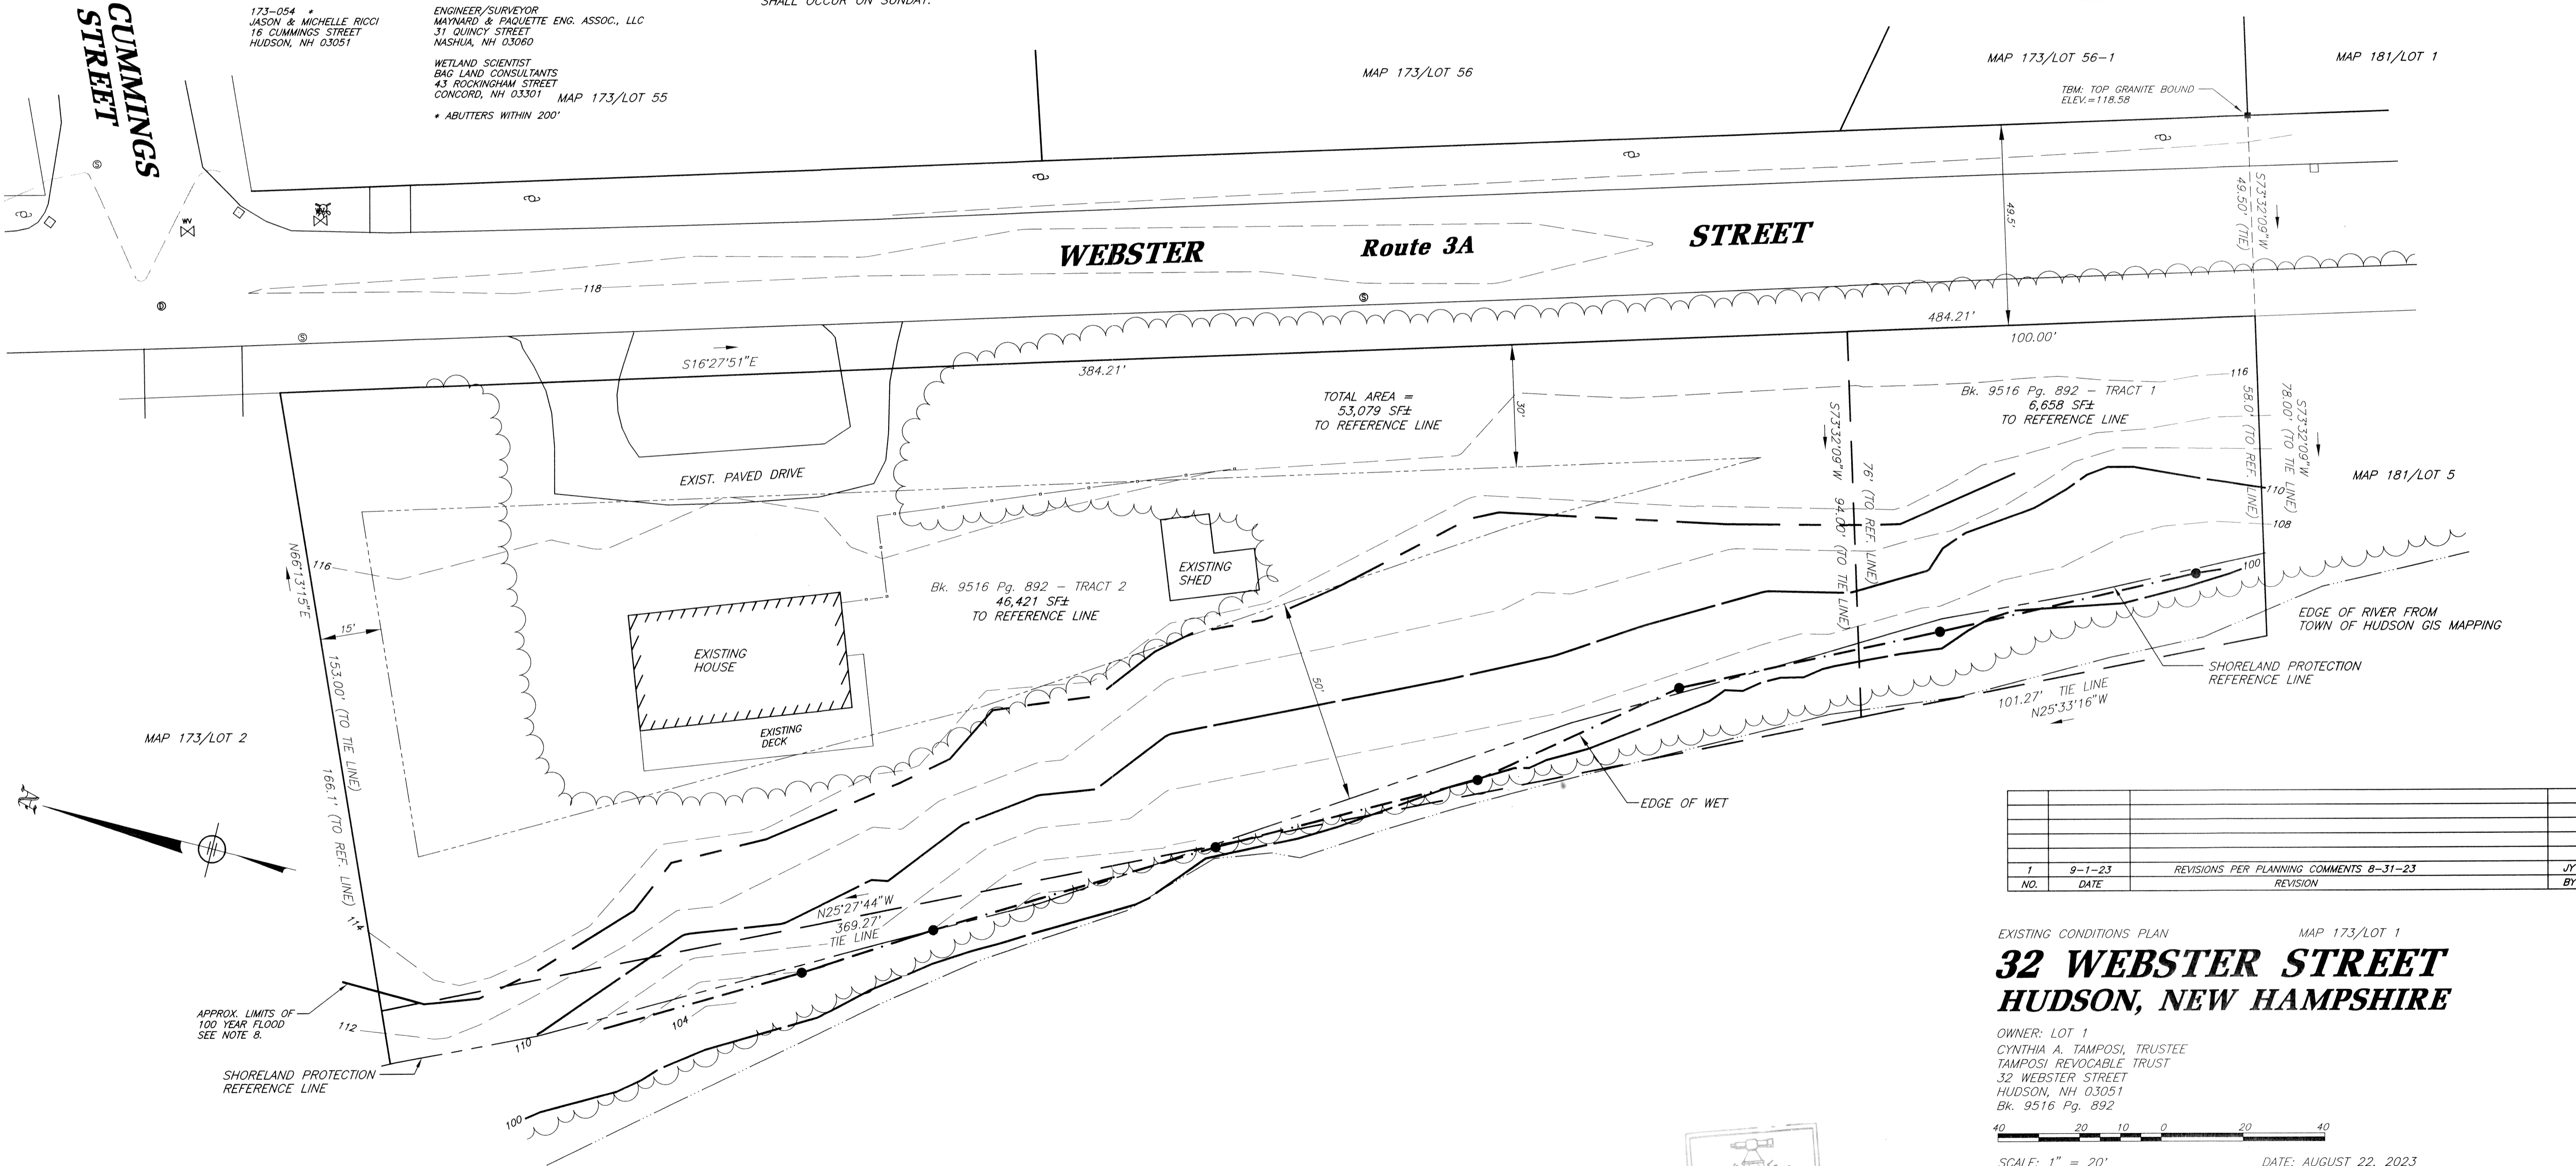 SHALL OCCUR ON SUNDAY.
173-054 *
JASON & MICHELLE RICCI
16 CUMMINGS STREET
HUDSON, NH 03051
ENGINEER/SURVEYOR
MAYNARD & PAQUETTE ENG. ASSOC., LLC
31 QUINCY STREET
NASHUA, NH 03060
WETLAND SCIENTIST
BAG LAND CONSULTANTS
43 ROCKINGHAM STREET
CONCORD, NH 03301
* ABUTTERS WITHIN 200'
CUMMINGS
STREET
MAP 173/LOT 55
MAP 173/LOT 56
MAP 173/LOT 56-1
MAP 181/LOT 1
TBM: TOP GRANITE BOUND
ELEV.=118.58
S73°32'09"W
49.50' (TIE)
49.5'
WV
WEBSTER
Route 3A
STREET
118
S
S
S
D
S16°27'51"E
384.21'
484.21'
100.00'
EXIST. PAVED DRIVE
TOTAL AREA =
53,079 SF±
TO REFERENCE LINE
30'
Bk. 9516 Pg. 892 - TRACT 1
6,658 SF±
TO REFERENCE LINE
116
S73°32'09"W
78.00' (TO TIE LINE)
58.0' (TO REF. LINE)
S73°32'09"W 94.00' (TO TIE LINE)
76' (TO REF. LINE)
MAP 181/LOT 5
110
108
100
N66°13'15"E
116
15'
153.00' (TO TIE LINE)
166.1' (TO REF. LINE)
Bk. 9516 Pg. 892 - TRACT 2
46,421 SF±
TO REFERENCE LINE
EXISTING
SHED
EXISTING
HOUSE
EXISTING
DECK
50'
EDGE OF RIVER FROM
TOWN OF HUDSON GIS MAPPING
SHORELAND PROTECTION
REFERENCE LINE
101.27' TIE LINE
N25°33'16"W
MAP 173/LOT 2
EDGE OF WET
N25°27'44"W
369.27'
TIE LINE
114
APPROX. LIMITS OF
100 YEAR FLOOD
SEE NOTE 8.
112
110
104
SHORELAND PROTECTION
REFERENCE LINE
100
1 9-1-23 REVISIONS PER PLANNING COMMENTS 8-31-23 JY
NO. DATE REVISION BY
EXISTING CONDITIONS PLAN MAP 173/LOT 1
32 WEBSTER STREET
HUDSON, NEW HAMPSHIRE
OWNER: LOT 1
CYNTHIA A. TAMPOSI, TRUSTEE
TAMPOSI REVOCABLE TRUST
32 WEBSTER STREET
HUDSON, NH 03051
Bk. 9516 Pg. 892
40 20 10 0 20 40
SCALE: 1" = 20' DATE: AUGUST 22, 2023